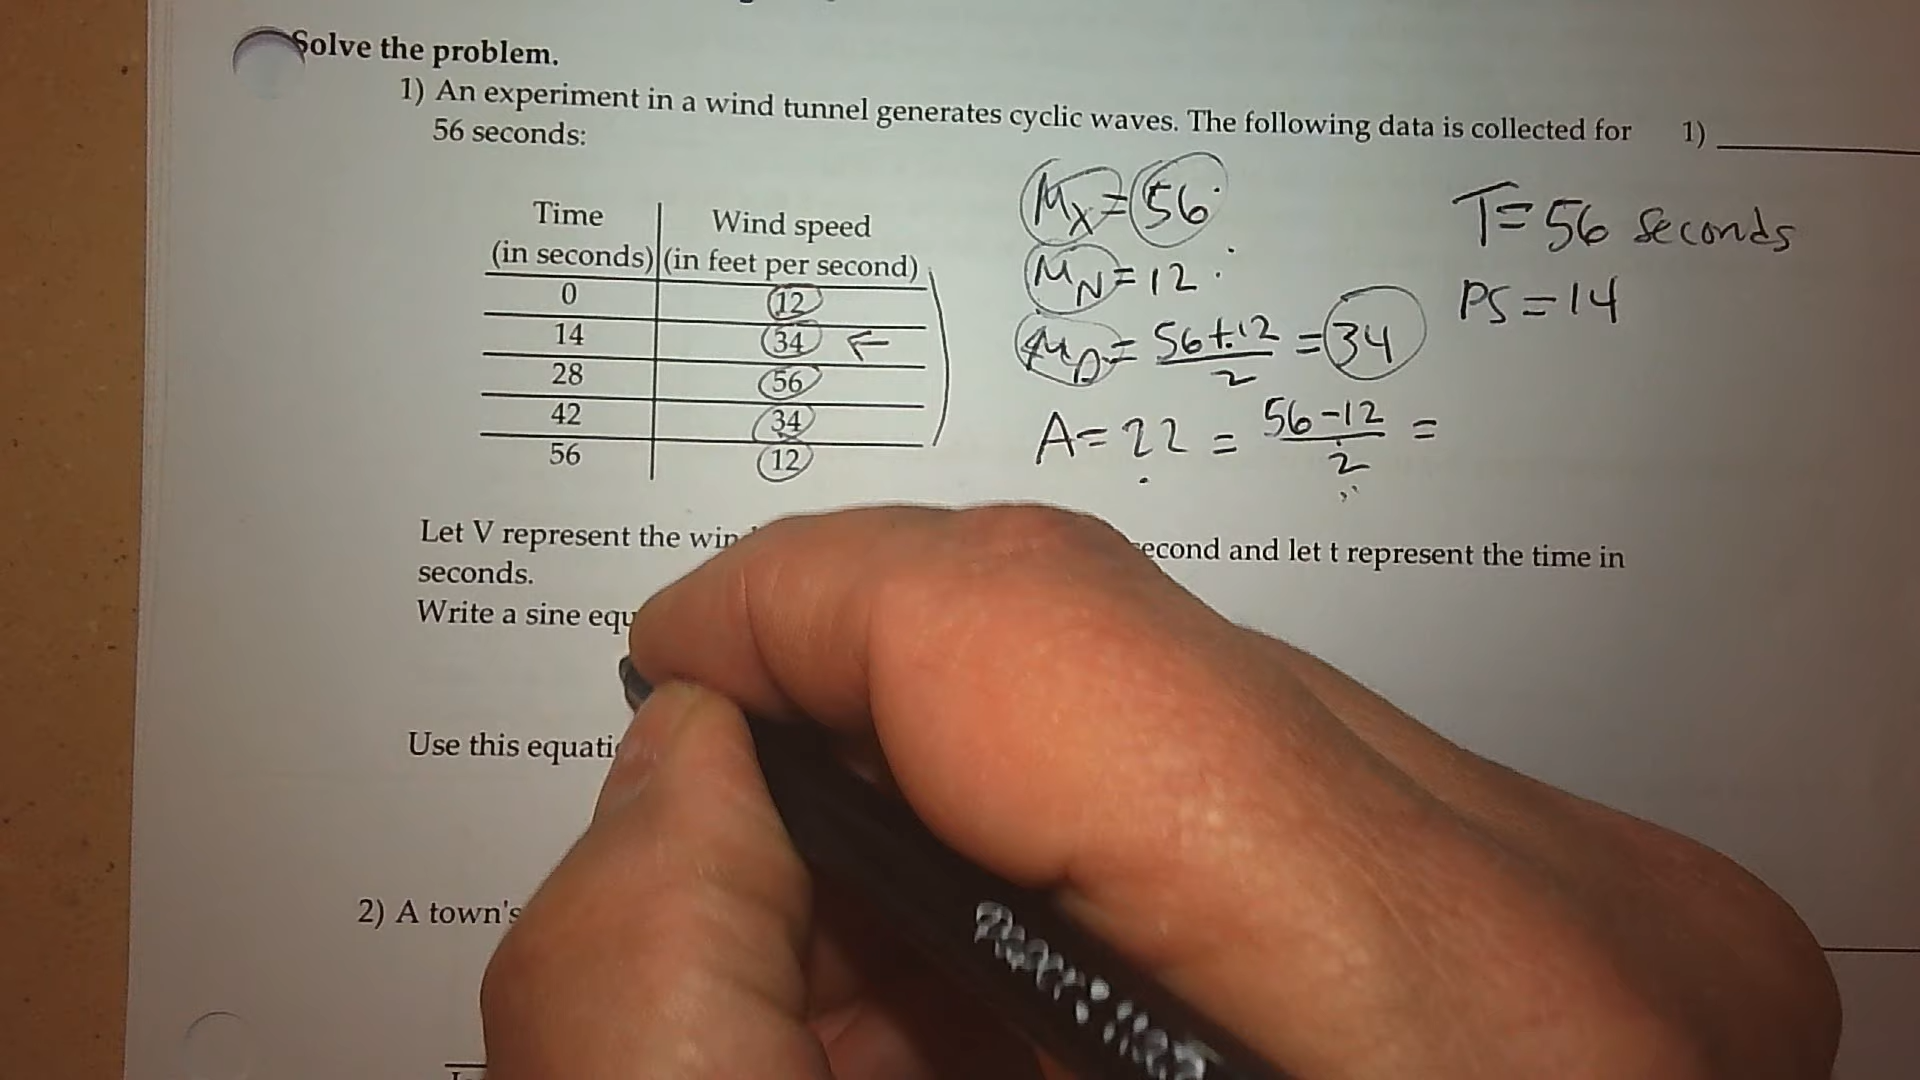 Solve the problem.
1) An experiment in a wind tunnel generates cyclic waves. The following data is collected for 1)
56 seconds:
Time Wind speed
(in seconds) (in feet per second)
0 12
14 34
28 56
42 34
56 12
Mx = 56
MN = 12
MD = 56+12/2 = 34
A = 22 = 56-12/2 =
T = 56 seconds
PS = 14
Let V represent the econd and let t represent the time in
seconds.
Write a sine
Use this
2) A town's